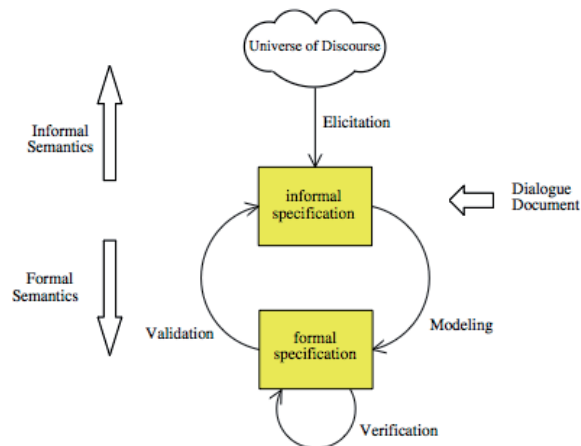 Universe of Discourse
Elicitation
Informal
Semantics
informal
specification
Dialogue
Document
Formal
Semantics
Validation
formal
specification
Modeling
Verification